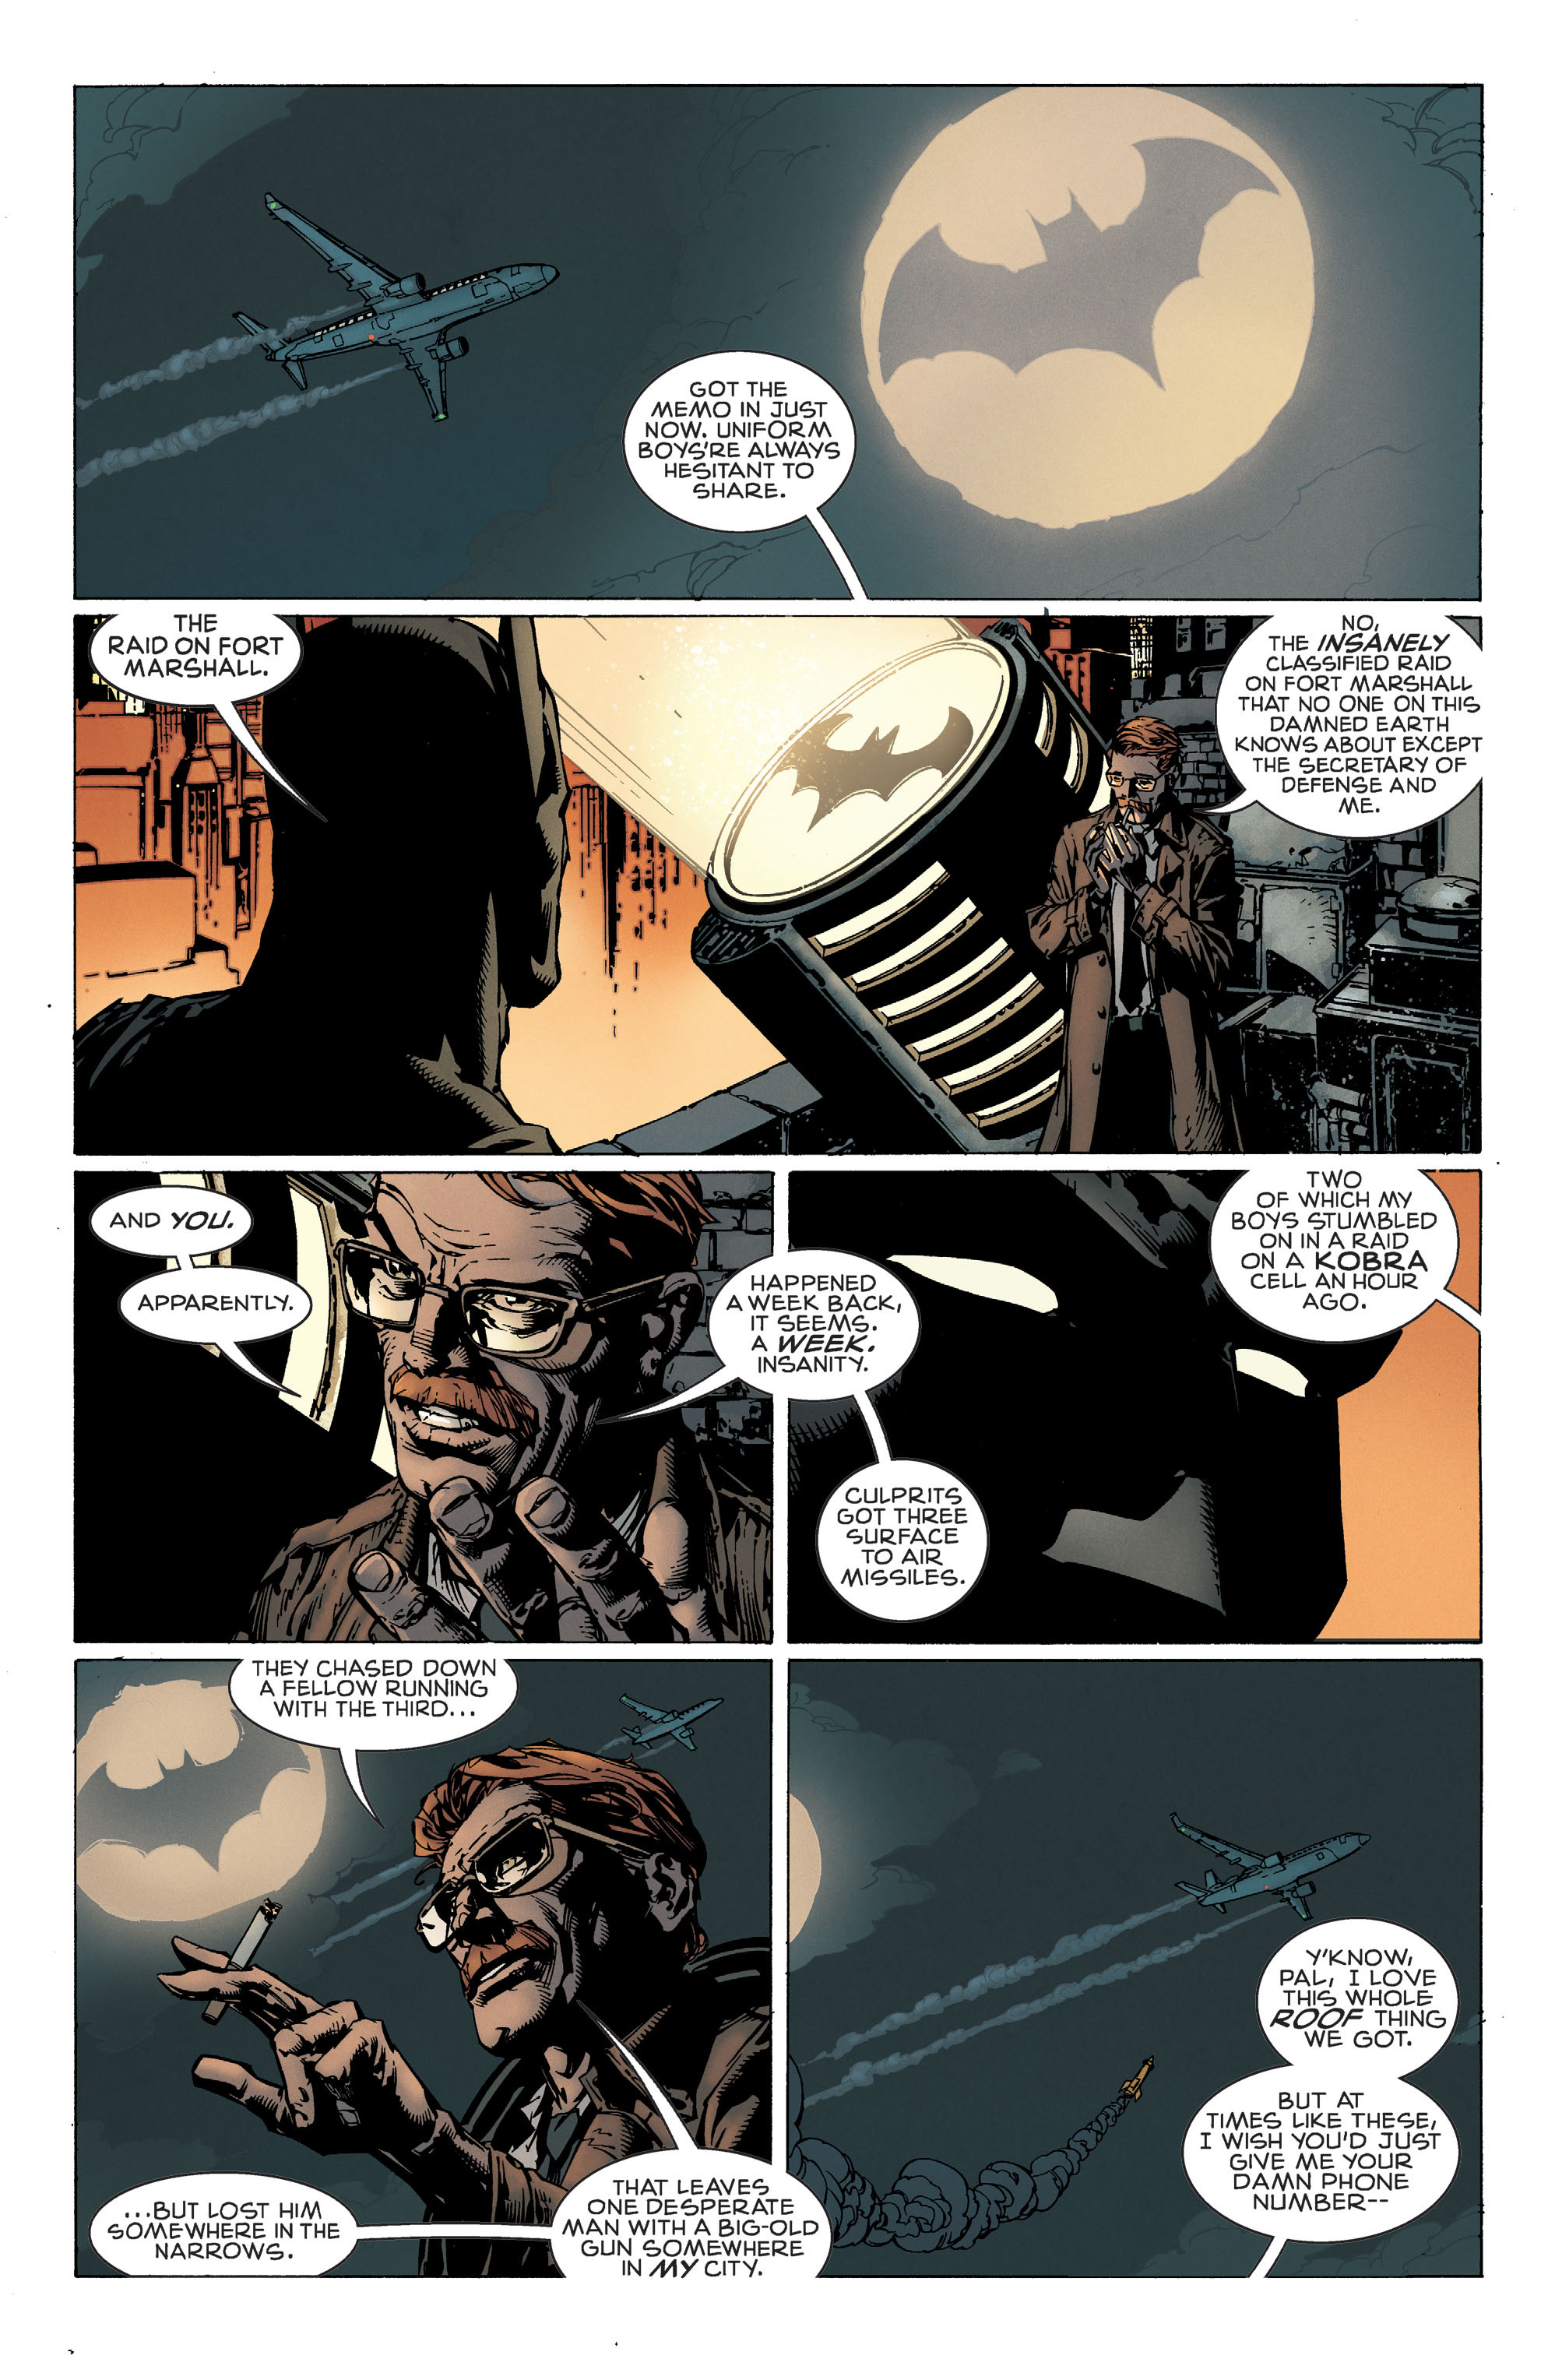 GOT THE
MEMO IN JUST
NOW. UNIFORM
BOYS'RE ALWAYS
HESITANT TO
SHARE.
THE
RAID ON FORT
MARSHALL.
NO,
THE INSANELY
CLASSIFIED RAID
ON FORT MARSHALL
THAT NO ONE ON THIS
DAMNED EARTH
KNOWS ABOUT EXCEPT
THE SECRETARY OF
DEFENSE AND
ME.
AND YOU.
APPARENTLY.
HAPPENED
A WEEK BACK,
IT SEEMS.
A WEEK.
INSANITY.
CULPRITS
GOT THREE
SURFACE
TO AIR
MISSILES.
TWO
OF WHICH MY
BOYS STUMBLED
ON IN A RAID
ON A KOBRA
CELL AN HOUR
AGO.
THEY CHASED DOWN
A FELLOW RUNNING
WITH THE THIRD...
...BUT LOST HIM
SOMEWHERE IN THE
NARROWS.
THAT LEAVES
ONE DESPERATE
MAN WITH A BIG-OLD
GUN SOMEWHERE
IN MY CITY.
Y'KNOW,
PAL, I LOVE
THIS WHOLE
ROOF THING
WE GOT.
BUT AT
TIMES LIKE THESE,
I WISH YOU'D JUST
GIVE ME YOUR
DAMN PHONE
NUMBER--